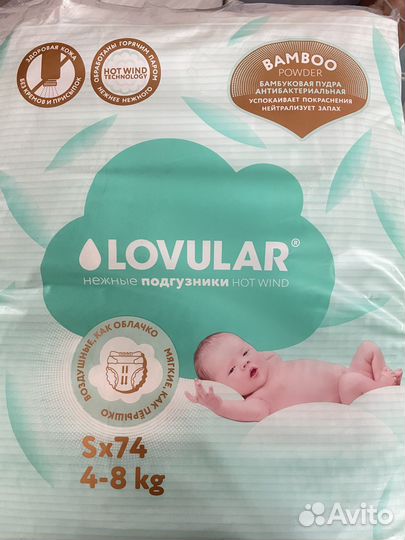 ЗДОРОВАЯ КОЖА
БЕЗ КРЕМОВ И ПРИСЫПОК
ОБРАБОТАНЫ ГОРЯЧИМ ПАРОМ
HOT WIND
TECHNOLOGY
НЕЖНЕЕ НЕЖНОГО
BAMBOO
POWDER
БАМБУКОВАЯ ПУДРА
АНТИБАКТЕРИАЛЬНАЯ
УСПОКАИВАЕТ ПОКРАСНЕНИЯ
НЕЙТРАЛИЗУЕТ ЗАПАХ
LOVULAR®
нежные подгузники HOT WIND
ВОЗДУШНЫЕ, КАК ОБЛАЧКО
МЯГКИЕ, КАК ПЁРЫШКО
Sx74
4-8 kg
Avito